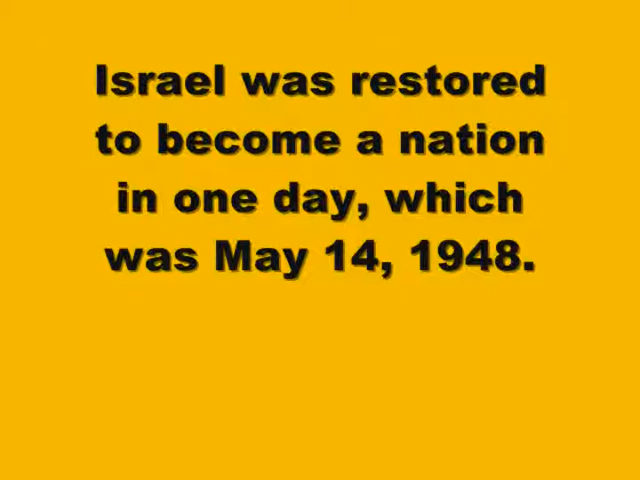 Israel was restored
to become a nation
in one day, which
was May 14, 1948.